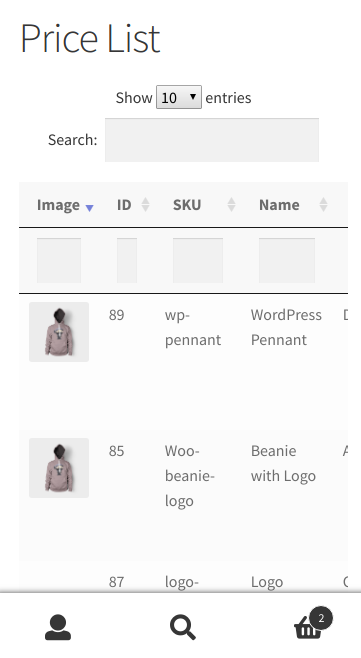 Price List
Show 10 entries
Search:
Image ID SKU Name
89 wp-pennant WordPress Pennant
85 Woo-beanie-logo Beanie with Logo
87 logo- Logo
2